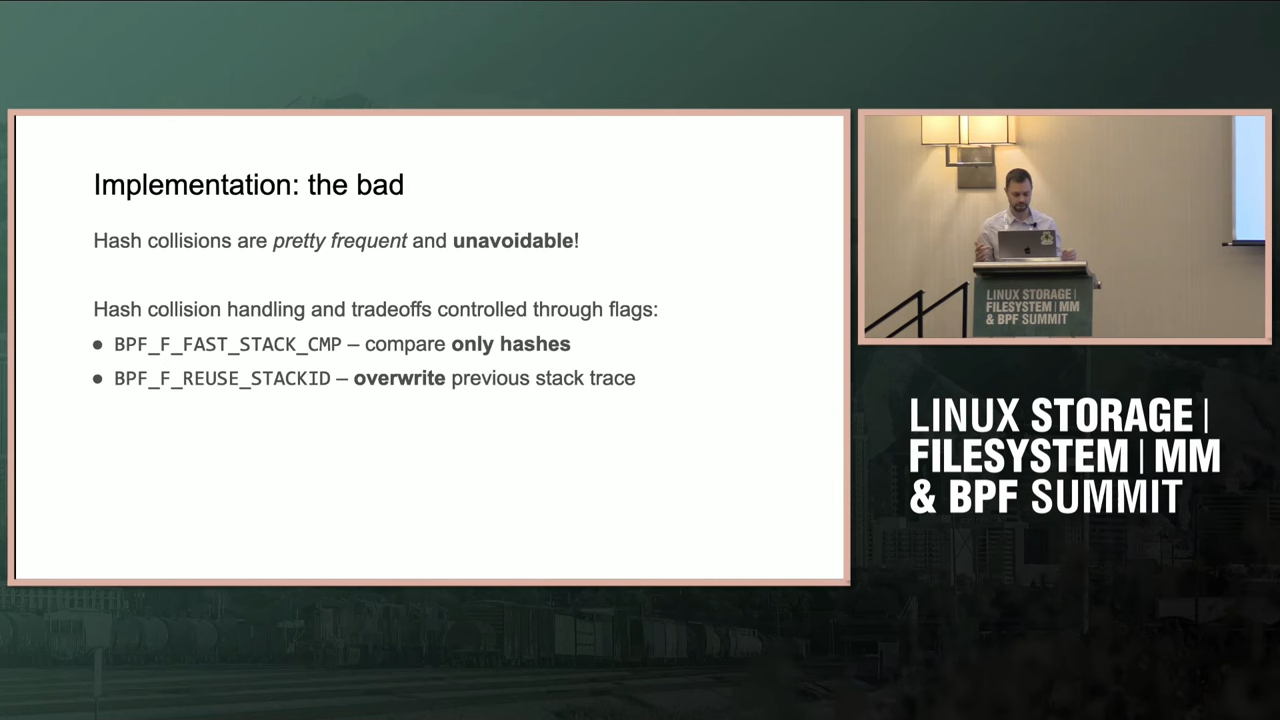 Implementation: the bad
Hash collisions are pretty frequent and unavoidable!
Hash collision handling and tradeoffs controlled through flags:
● BPF_F_FAST_STACK_CMP – compare only hashes
● BPF_F_REUSE_STACKID – overwrite previous stack trace
LINUX STORAGE |
FILESYSTEM | MM
& BPF SUMMIT
LINUX STORAGE |
FILESYSTEM | MM
& BPF SUMMIT